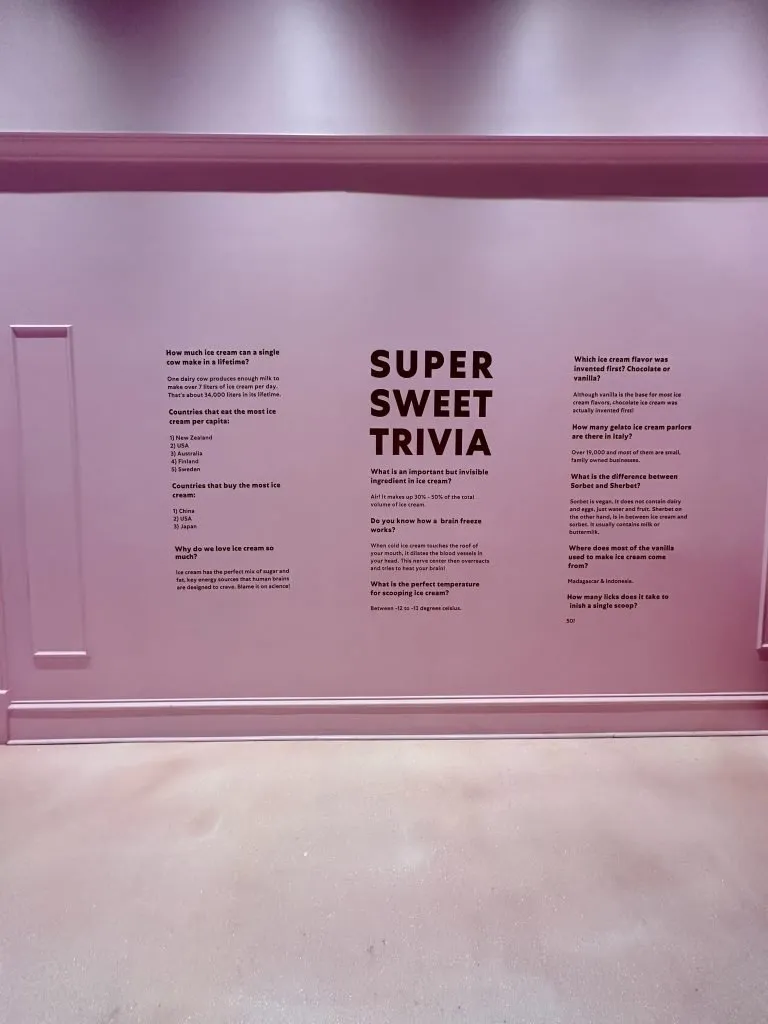 How much ice cream can a single
cow make in a lifetime?
One dairy cow produces enough milk to
make over 7 liters of ice cream per day.
That's about 34,000 liters in its lifetime.
Countries that eat the most ice
cream per capita:
1) New Zealand
2) USA
3) Australia
4) Finland
5) Sweden
Countries that buy the most ice
cream:
1) China
2) USA
3) Japan
Why do we love ice cream so
much?
Ice cream has the perfect mix of sugar and
fat, key energy sources that human brains
are designed to crave. Blame it on science!
SUPER
SWEET
TRIVIA
What is an important but invisible
ingredient in ice cream?
Air! It makes up 30% - 50% of the total
volume of ice cream.
Do you know how a brain freeze
works?
When cold ice cream touches the roof of
your mouth, it dilates the blood vessels in
your head. This nerve center then overreacts
and tries to heat your brain!
What is the perfect temperature
for scooping ice cream?
Between -12 to -13 degrees celsius.
Which ice cream flavor was
invented first? Chocolate or
vanilla?
Although vanilla is the base for most ice
cream flavors, chocolate ice cream was
actually invented first!
How many gelato ice cream parlors
are there in Italy?
Over 19,000 and most of them are small,
family owned businesses.
What is the difference between
Sorbet and Sherbet?
Sorbet is vegan. It does not contain dairy
and eggs, just water and fruit. Sherbet on
the other hand, is in between ice cream and
sorbet. It usually contains milk or
buttermilk.
Where does most of the vanilla
used to make ice cream come
from?
Madagascar & Indonesia.
How many licks does it take to
inish a single scoop?
50!